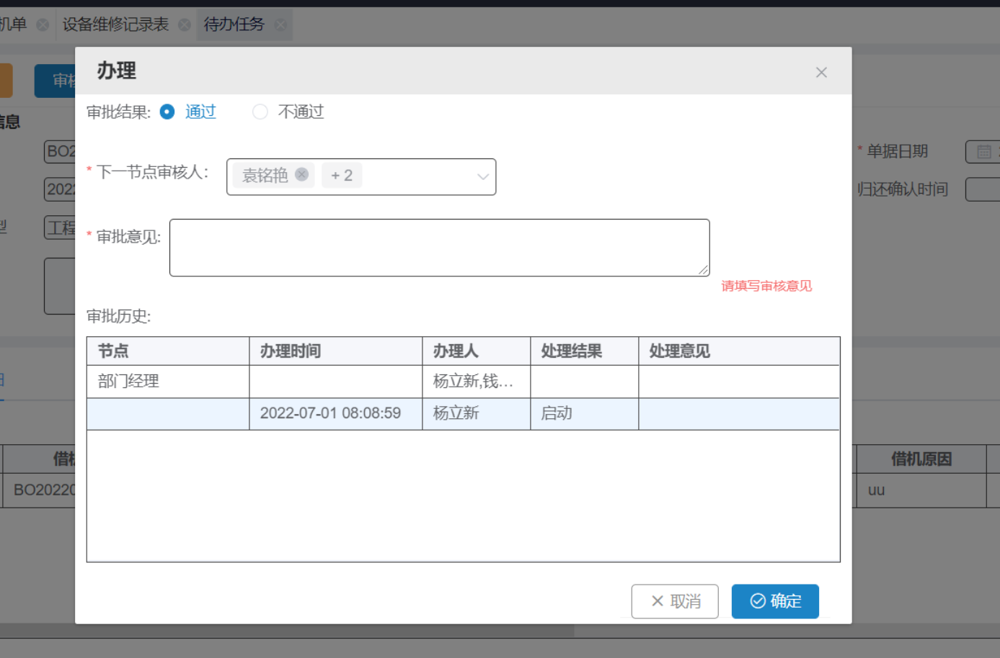 机单 设备维修记录表 待办任务
办理
审核
审批结果: 通过 不通过
信息
BO2
* 单据日期
* 下一节点审核人: 袁铭艳 + 2
2022
归还确认时间
型 工程
* 审批意见:
请填写审核意见
审批历史:
节点 办理时间 办理人 处理结果 处理意见
部门经理 杨立新,钱...
2022-07-01 08:08:59 杨立新 启动
借机 借机原因
BO20220 uu
取消 确定